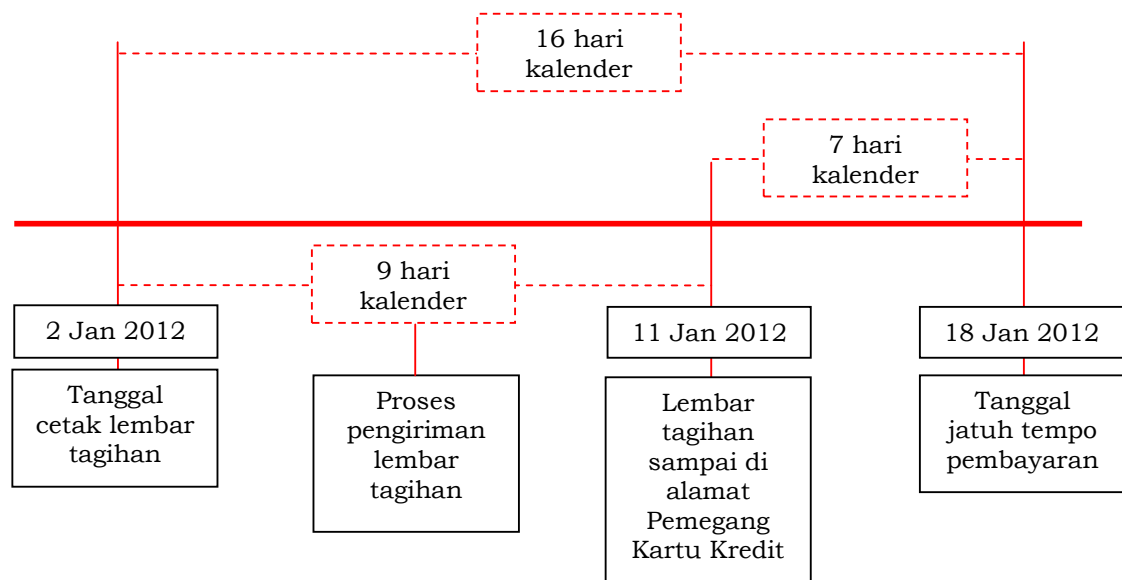 16 hari
kalender
7 hari
kalender
9 hari
kalender
2 Jan 2012
11 Jan 2012
18 Jan 2012
Tanggal
cetak lembar
tagihan
Proses
pengiriman
lembar
tagihan
Lembar
tagihan
sampai di
alamat
Pemegang
Kartu Kredit
Tanggal
jatuh tempo
pembayaran